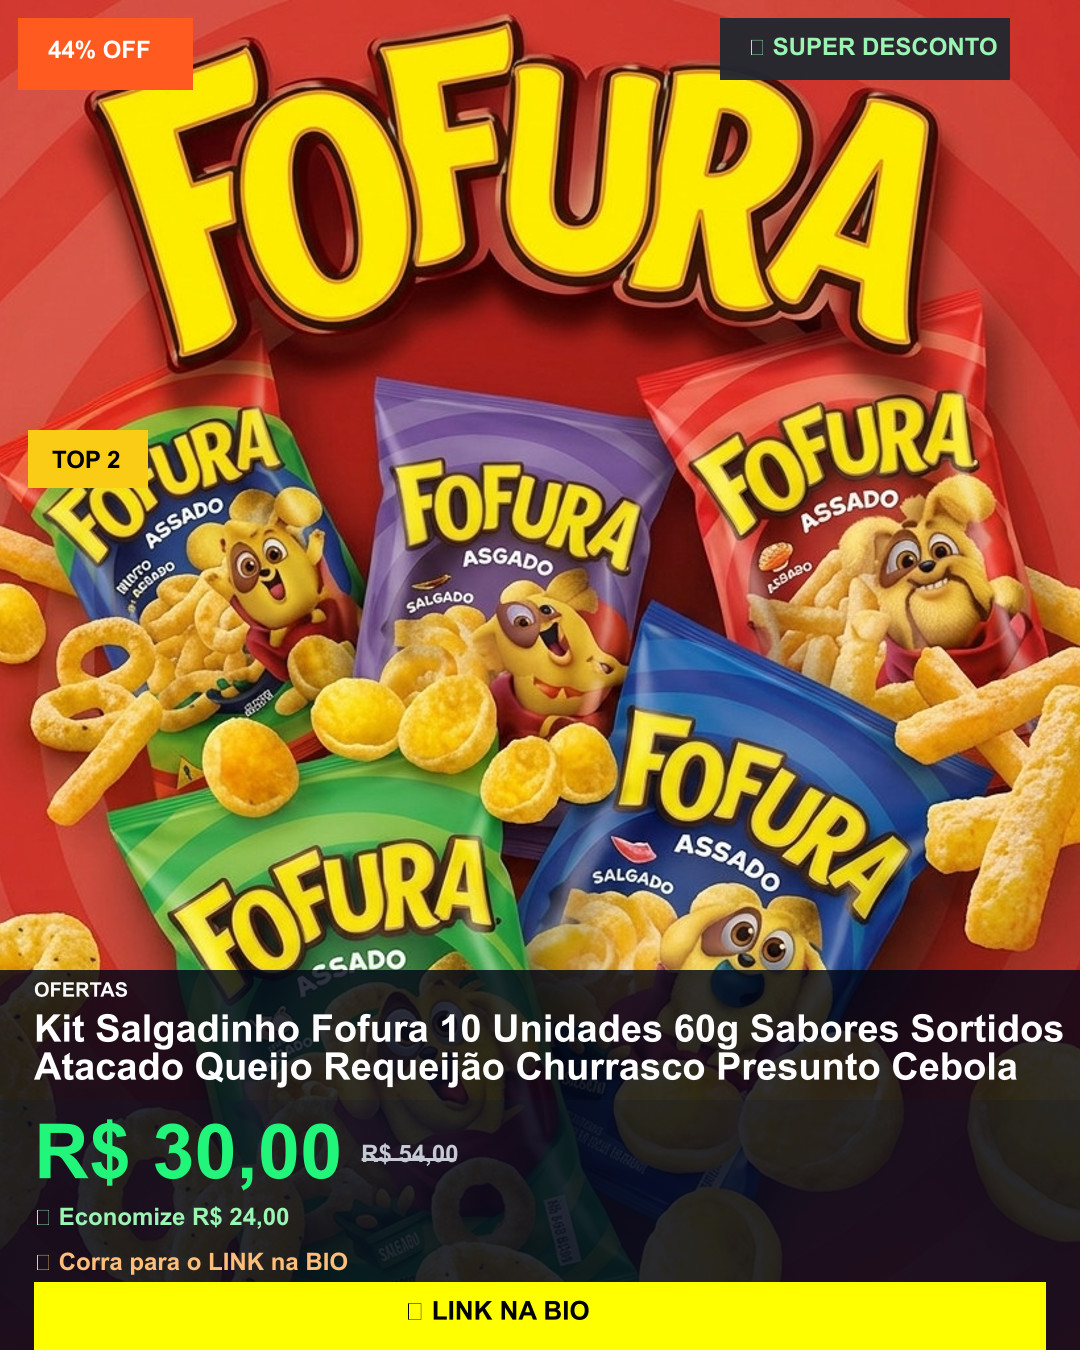 44% OFF
SUPER DESCONTO
FOFURA
TOP 2
FOFURA
ASSADO
FOFURA
ASGADO
SALGADO
FOFURA
ASSADO
ASBABO
FOFURA
ASSADO
SALGADO
FOFURA
ASSADO
OFERTAS
Kit Salgadinho Fofura 10 Unidades 60g Sabores Sortidos
Atacado Queijo Requeijão Churrasco Presunto Cebola
R$ 30,00 R$ 54,00
Economize R$ 24,00
Corra para o LINK na BIO
LINK NA BIO